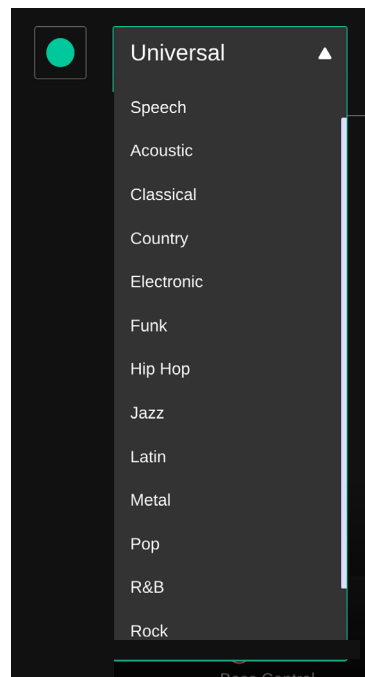 Universal
Speech
Acoustic
Classical
Country
Electronic
Funk
Hip Hop
Jazz
Latin
Metal
Pop
R&B
Rock